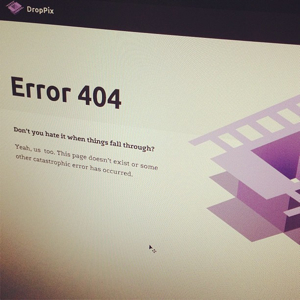 DropPix
Error 404
Don't you hate it when things fall through?
Yeah, us too. This page doesn't exist or some
other catastrophic error has occurred.